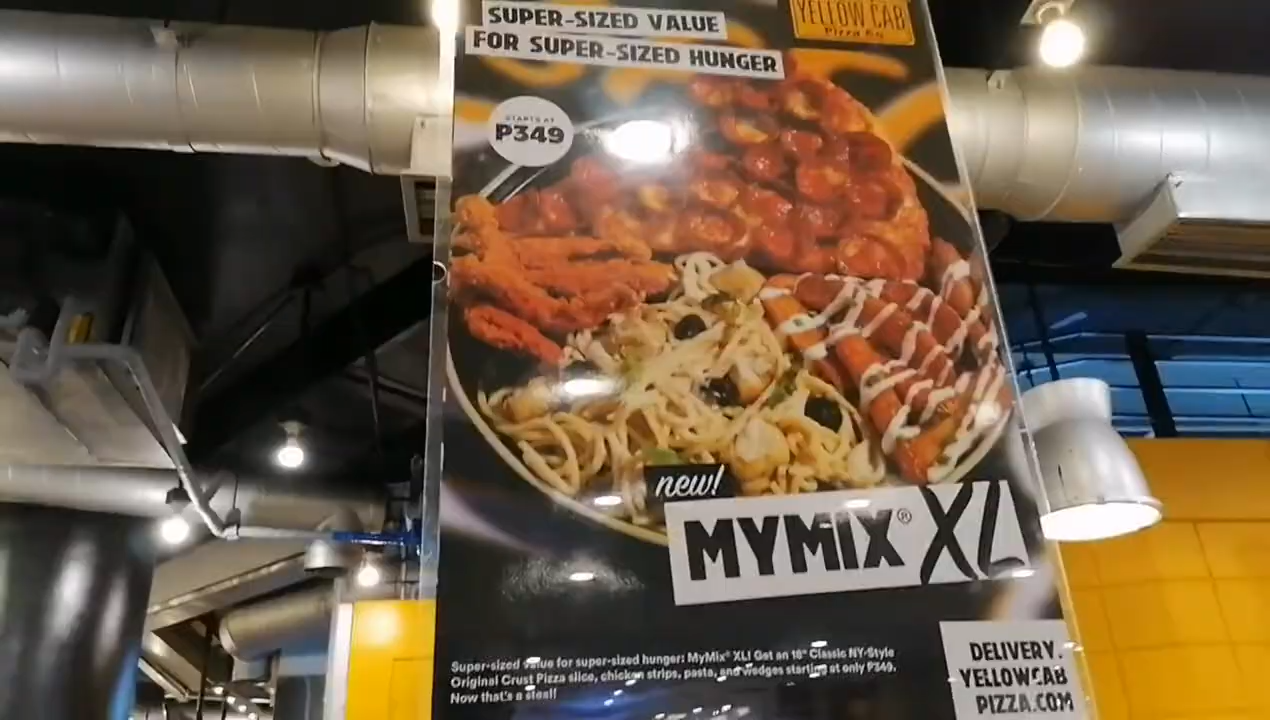 SUPER-SIZED VALUE
FOR SUPER-SIZED HUNGER
YELLOW CAB
Pizza Co
STARTS AT
P349
new!
MYMIX® XL
Super-sized value for super-sized hunger: MyMix® XL! Get an 18" Classic NY-Style
Original Crust Pizza slice, chicken strips, pasta, and wedges starting at only P349.
Now that's a steal!
DELIVERY.
YELLOWCAB
PIZZA.COM